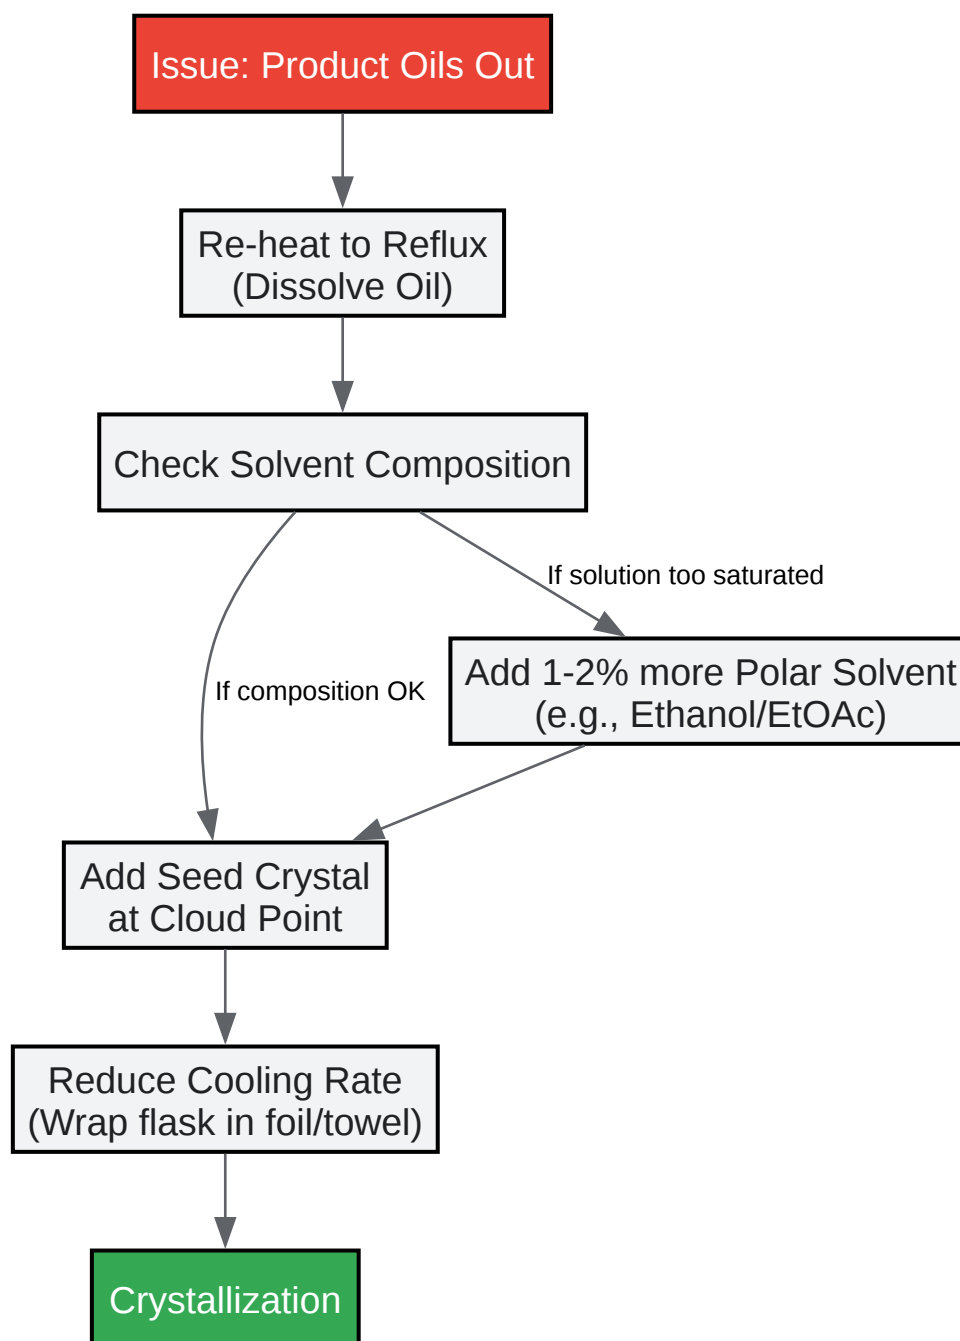 Issue: Product Oils Out
Re-heat to Reflux
(Dissolve Oil)
Check Solvent Composition
If solution too saturated
Add 1-2% more Polar Solvent
(e.g., Ethanol/EtOAc)
If composition OK
Add Seed Crystal
at Cloud Point
Reduce Cooling Rate
(Wrap flask in foil/towel)
Crystallization